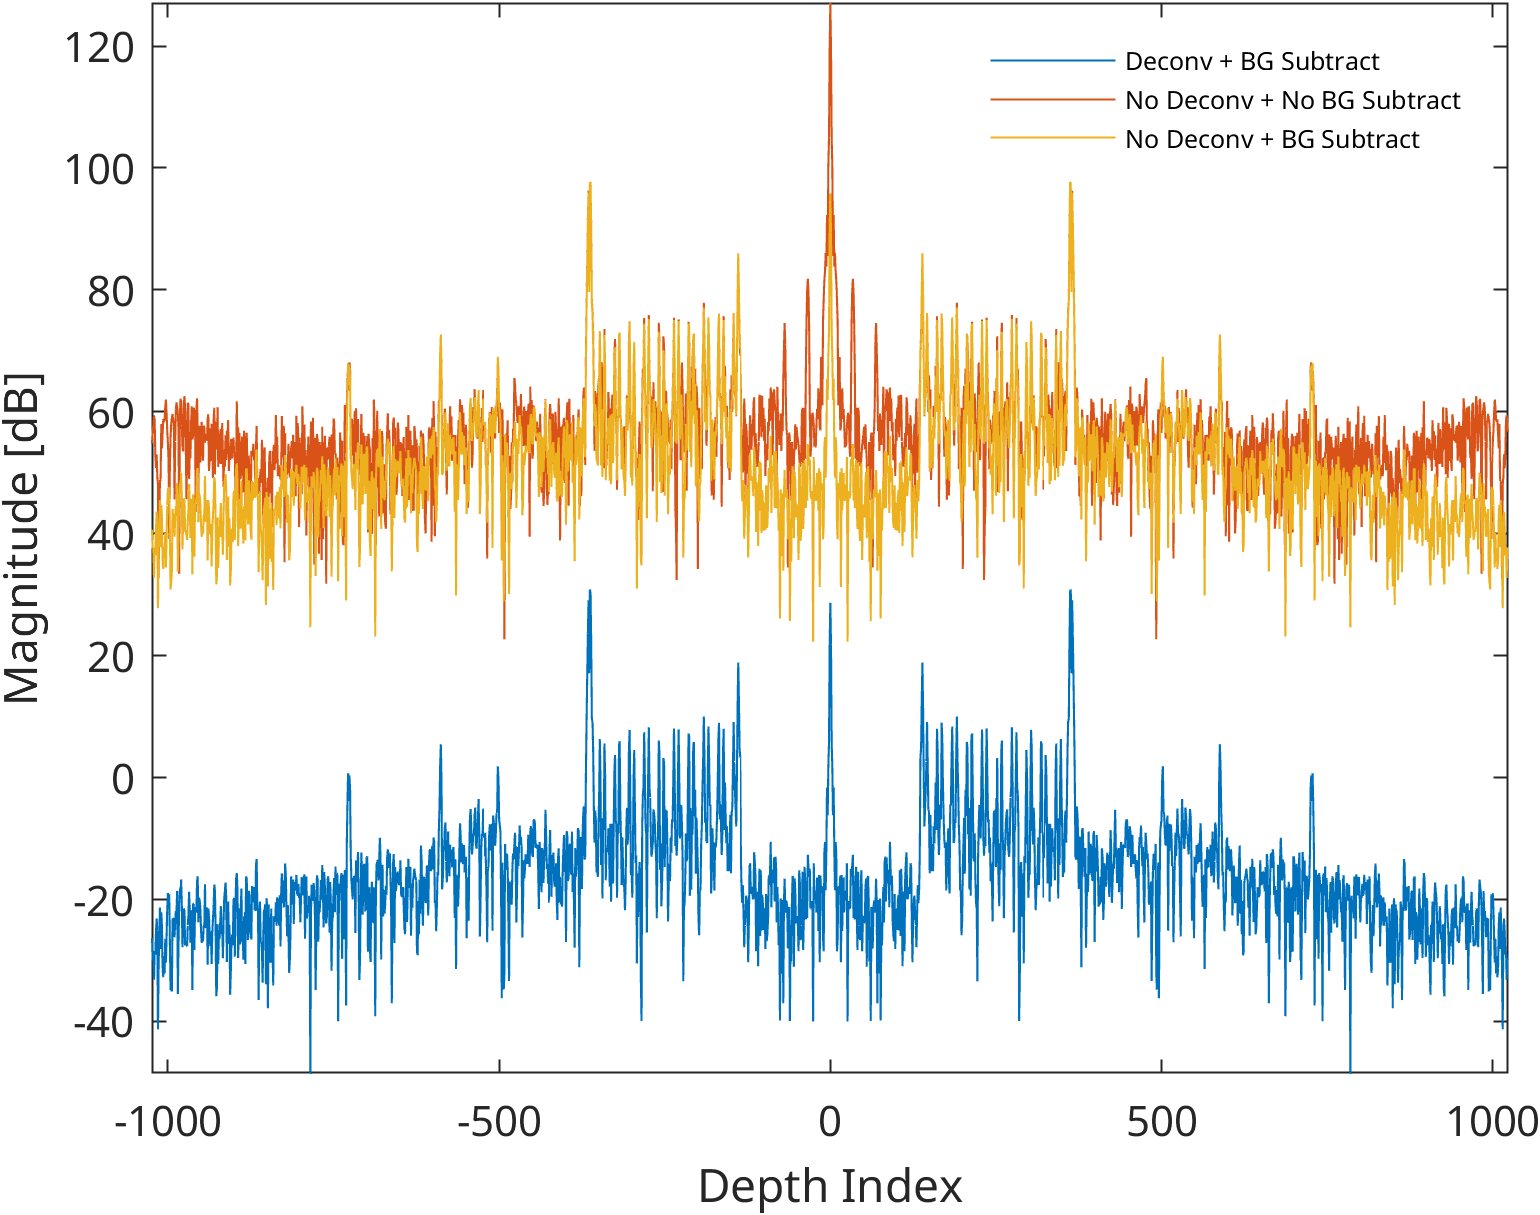 120
100
80
60
40
20
0
-20
-40
Magnitude [dB]
Deconv + BG Subtract
No Deconv + No BG Subtract
No Deconv + BG Subtract
-1000 -500 0 500 1000
Depth Index